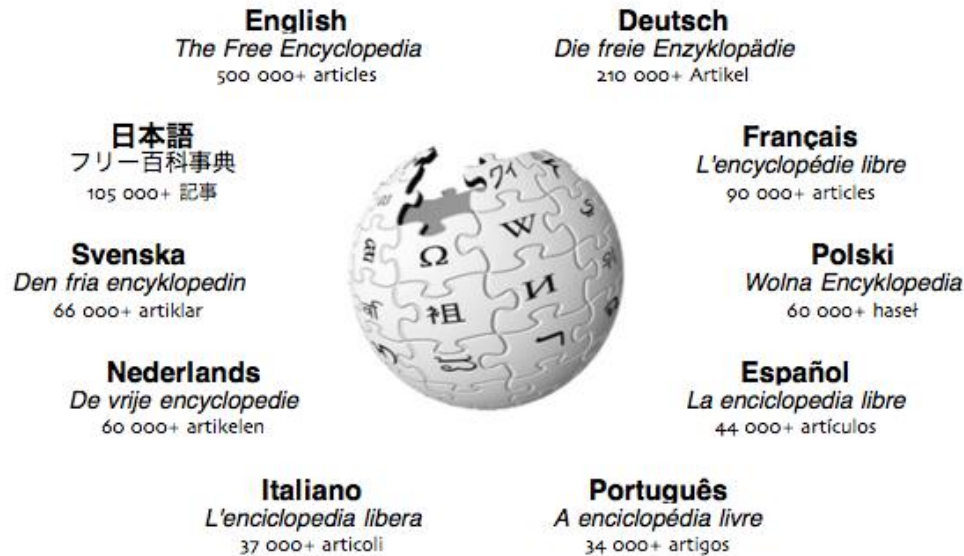 English
The Free Encyclopedia
500 000+ articles
Deutsch
Die freie Enzyklopädie
210 000+ Artikel
日本語
フリー百科事典
105 000+ 記事
Français
L'encyclopédie libre
90 000+ articles
Svenska
Den fria encyklopedin
66 000+ artiklar
Polski
Wolna Encyklopedia
60 000+ haseł
Nederlands
De vrije encyclopedie
60 000+ artikelen
Español
La enciclopedia libre
44 000+ artículos
Italiano
L'enciclopedia libera
37 000+ articoli
Português
A enciclopédia livre
34 000+ artigos
ワィ
Ω W
祖 И